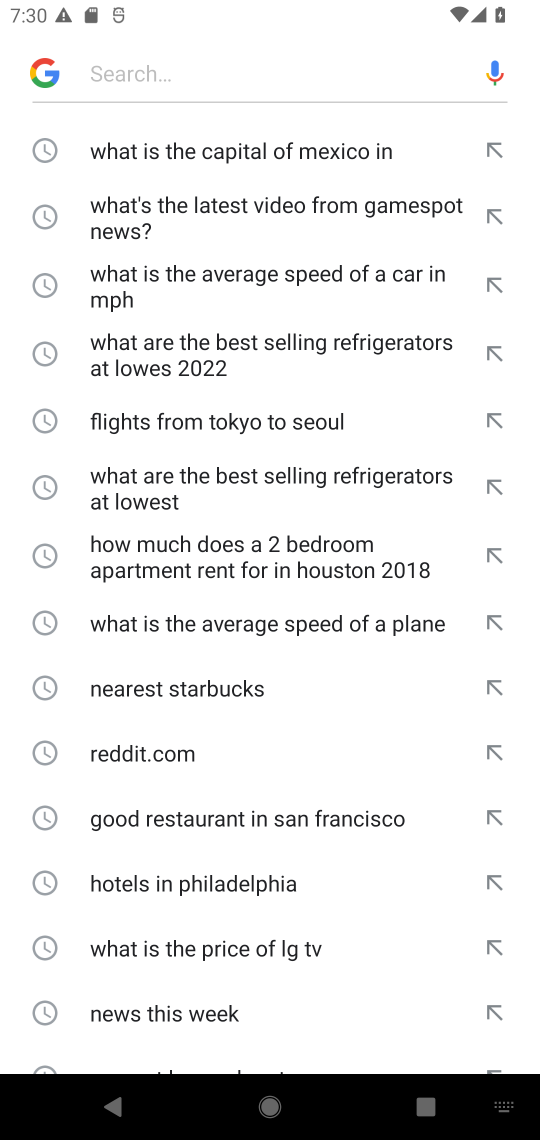 7:30
Search...
what is the capital of mexico in
what's the latest video from gamespot
news?
what is the average speed of a car in
mph
what are the best selling refrigerators
at lowes 2022
flights from tokyo to seoul
what are the best selling refrigerators
at lowest
how much does a 2 bedroom
apartment rent for in houston 2018
what is the average speed of a plane
nearest starbucks
reddit.com
good restaurant in san francisco
hotels in philadelphia
what is the price of lg tv
news this week